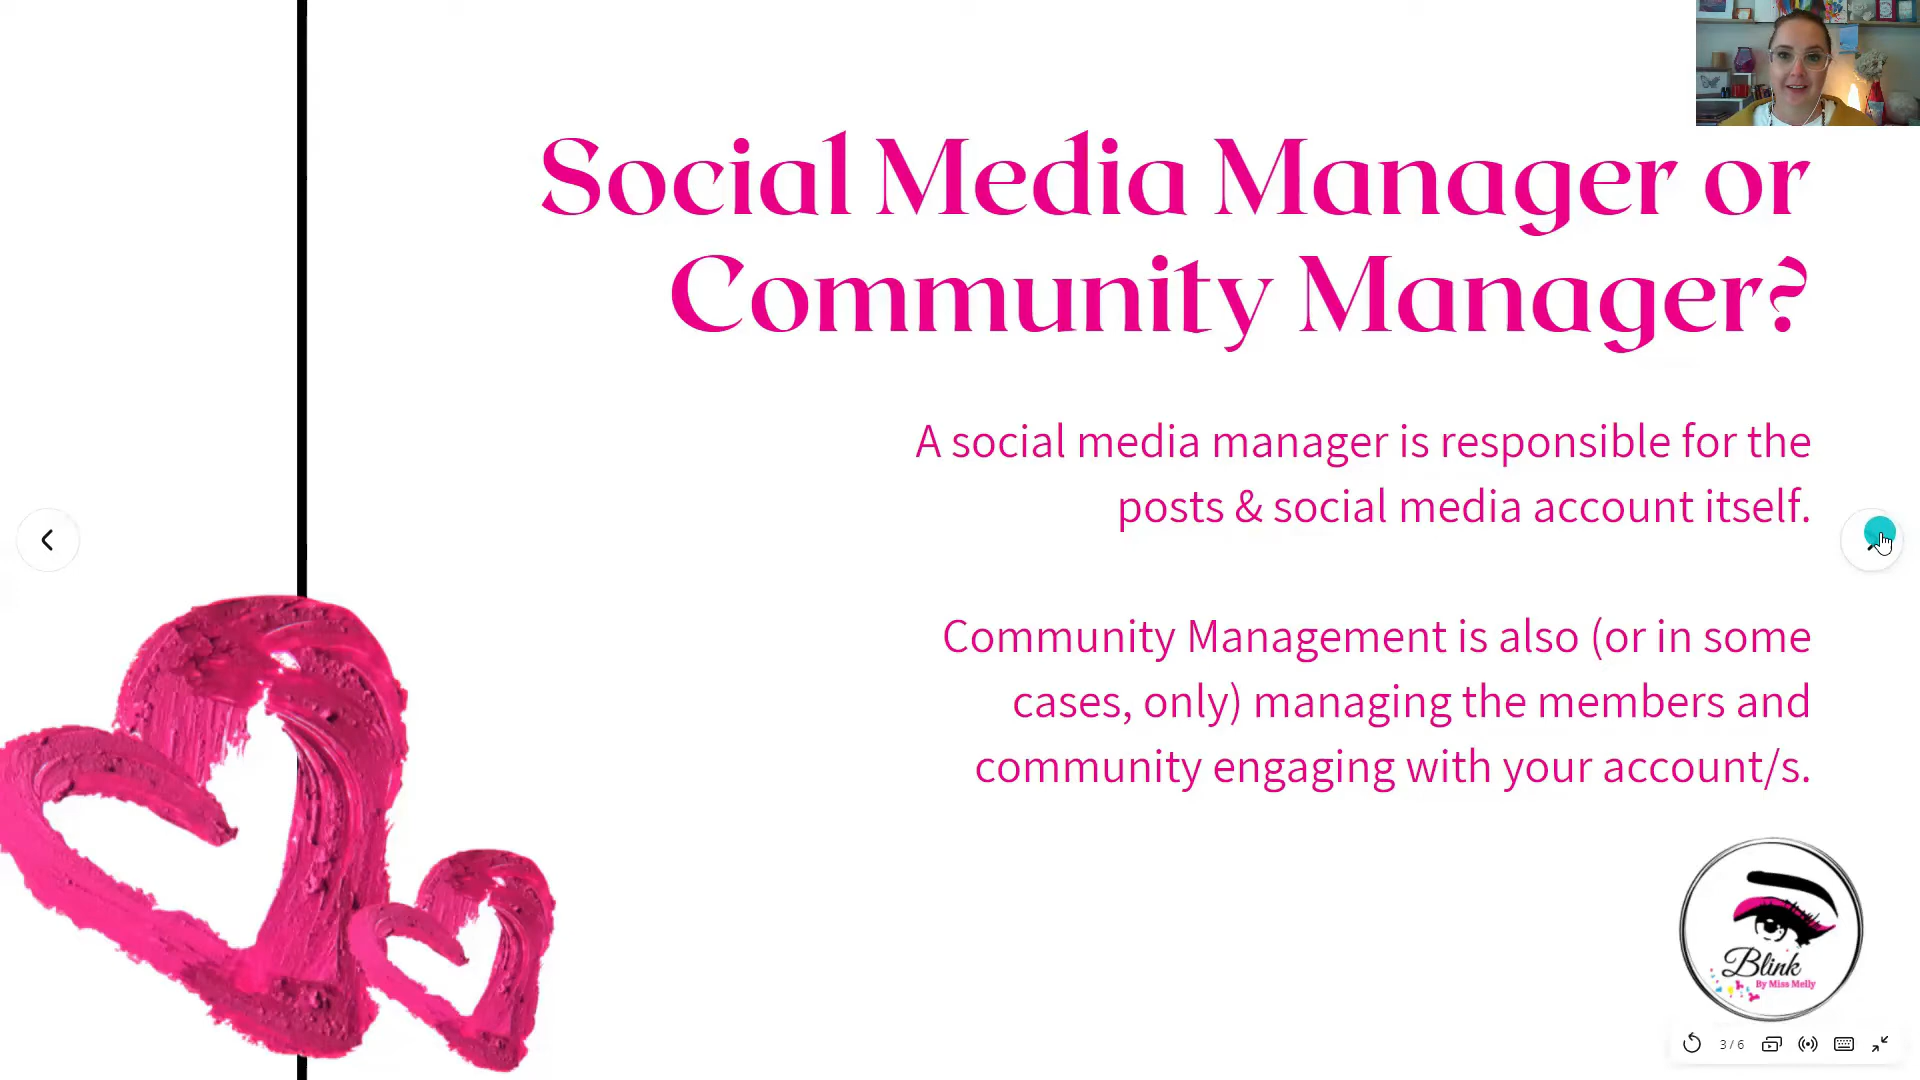 Social Media Manager or
Community Manager?
A social media manager is responsible for the
posts & social media account itself.
Community Management is also (or in some
cases, only) managing the members and
community engaging with your account/s.
Blink
By Miss Melly
3 / 6